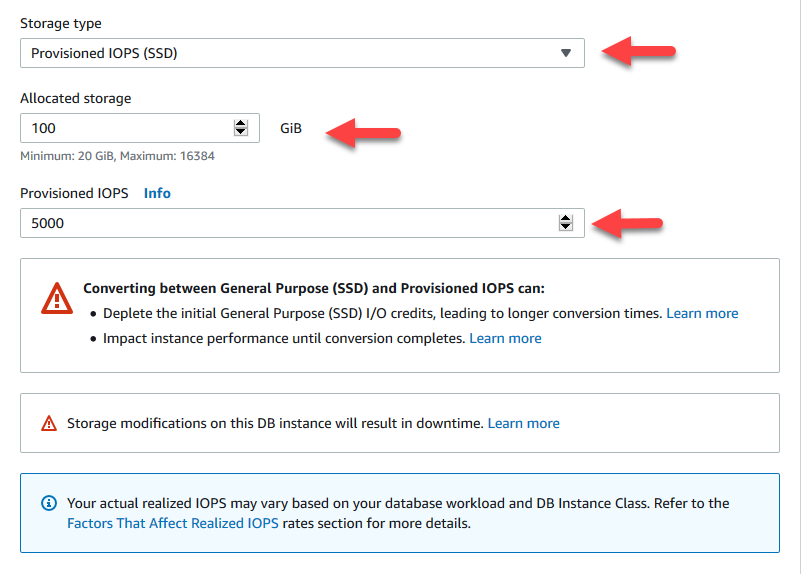 Storage type
Provisioned IOPS (SSD)
Allocated storage
100
GiB
Minimum: 20 GiB, Maximum: 16384
Provisioned IOPS Info
5000
Converting between General Purpose (SSD) and Provisioned IOPS can:
• Deplete the initial General Purpose (SSD) I/O credits, leading to longer conversion times. Learn more
• Impact instance performance until conversion completes. Learn more
Storage modifications on this DB instance will result in downtime. Learn more
Your actual realized IOPS may vary based on your database workload and DB Instance Class. Refer to the
Factors That Affect Realized IOPS rates section for more details.